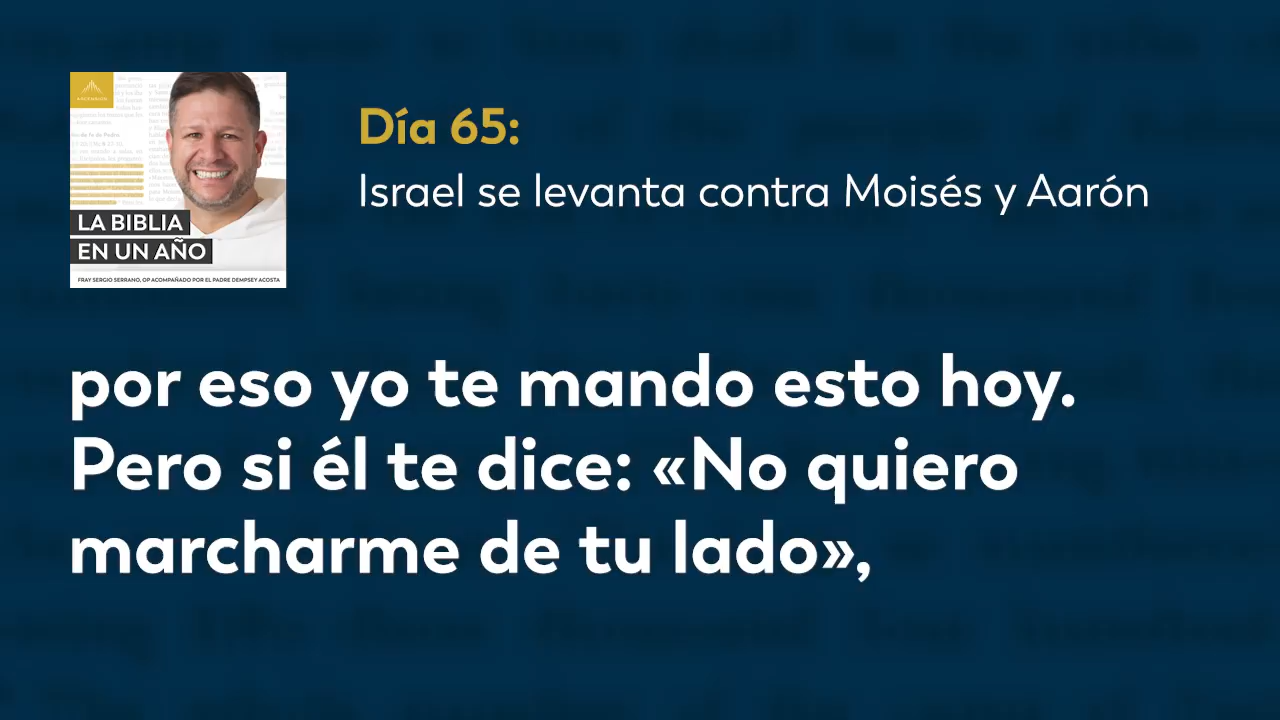 ASCENSION
LA BIBLIA
EN UN AÑO
FRAY SERGIO SERRANO, OP ACOMPAÑADO POR EL PADRE DEMPSEY ACOSTA
Día 65:
Israel se levanta contra Moisés y Aarón
por eso yo te mando esto hoy.
Pero si él te dice: «No quiero
marcharme de tu lado»,